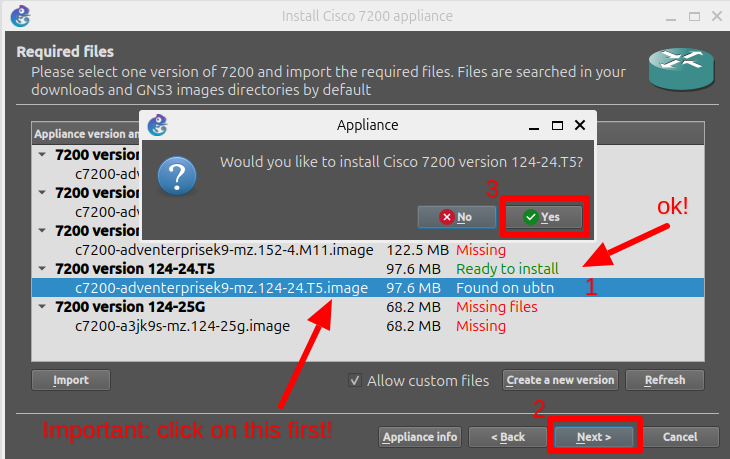 Install Cisco 7200 appliance
Required files
Please select one version of 7200 and import the required files. Files are searched in your
downloads and GNS3 images directories by default
Appliance version an
7200 version
c7200-adv
7200 version
c7200-adv
7200 version
c7200-adventerprisek9-mz.152-4.M11.image 122.5 MB Missing
7200 version 124-24.T5 97.6 MB Ready to install
c7200-adventerprisek9-mz.124-24.T5.image 97.6 MB Found on ubtn
7200 version 124-25G 68.2 MB Missing files
c7200-a3jk9s-mz.124-25g.image 68.2 MB Missing
Appliance
Would you like to install Cisco 7200 version 124-24.T5?
3
No Yes
ok!
1
Import Allow custom files Create a new version Refresh
Important: click on this first!
2
Appliance info < Back Next > Cancel